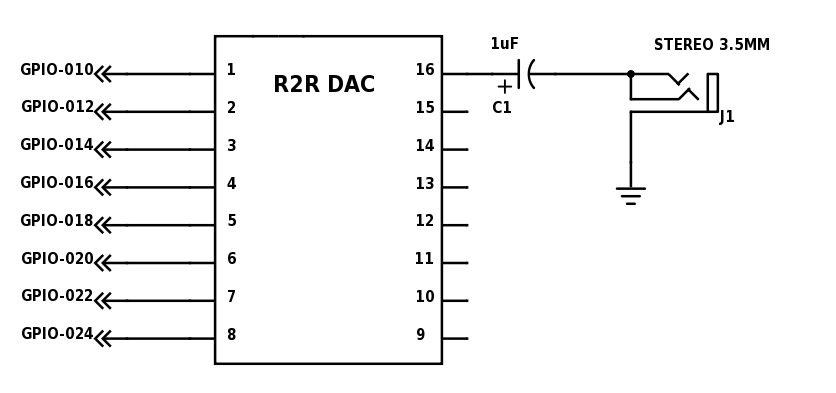 1uF
STEREO 3.5MM
GPIO-010
1
R2R DAC
16
+
C1
GPIO-012
2
15
J1
GPIO-014
3
14
GPIO-016
4
13
GPIO-018
5
12
GPIO-020
6
11
GPIO-022
7
10
GPIO-024
8
9